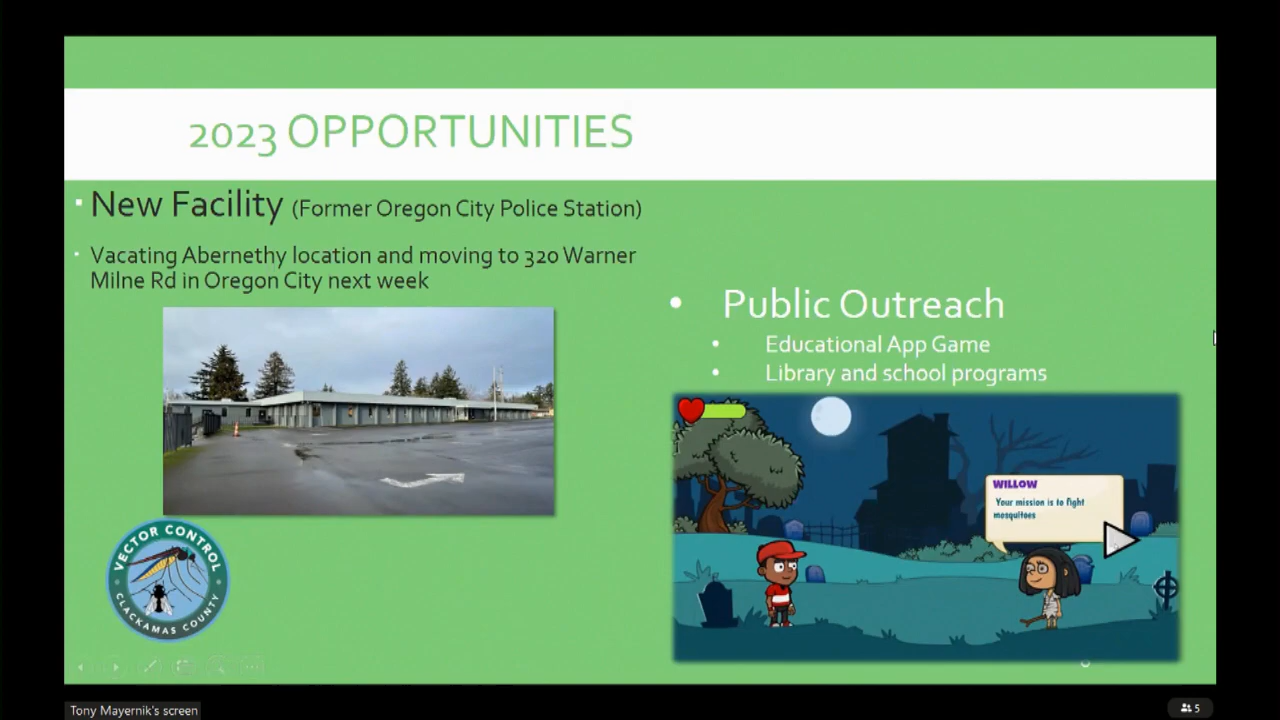 2023 OPPORTUNITIES
New Facility (Former Oregon City Police Station)
Vacating Abernethy location and moving to 320 Warner
Milne Rd in Oregon City next week
Public Outreach
Educational App Game
Library and school programs
WILLOW
Your mission is to fight
mosquitoes
VECTOR CONTROL
CLACKAMAS COUNTY
Tony Mayernik's screen
5